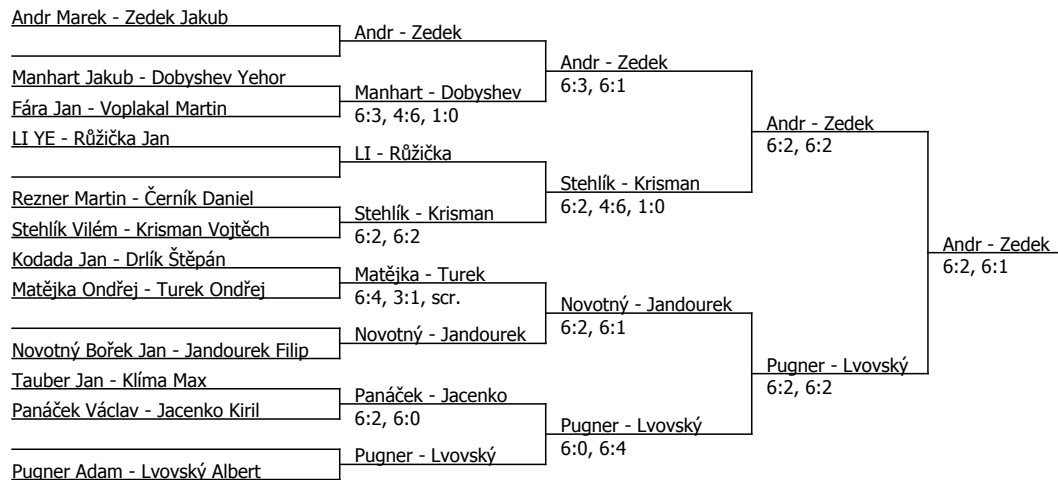 Andr Marek - Zedek Jakub
Manhart Jakub - Dobyshev Yehor
Fára Jan - Voplakal Martin
LI YE - Růžička Jan
Rezner Martin - Černík Daniel
Stehlík Vilém - Krisman Vojtěch
Kodada Jan - Drlík Štěpán
Matějka Ondřej - Turek Ondřej
Novotný Bořek Jan - Jandourek Filip
Tauber Jan - Klíma Max
Panáček Václav - Jacenko Kiril
Pugner Adam - Lvovský Albert
Andr - Zedek
Manhart - Dobyshev
6:3, 4:6, 1:0
LI - Růžička
Stehlík - Krisman
6:2, 6:2
Matějka - Turek
6:4, 3:1, scr.
Novotný - Jandourek
Panáček - Jacenko
6:2, 6:0
Pugner - Lvovský
Andr - Zedek
6:3, 6:1
Stehlík - Krisman
6:2, 4:6, 1:0
Novotný - Jandourek
6:2, 6:1
Pugner - Lvovský
6:0, 6:4
Andr - Zedek
6:2, 6:2
Pugner - Lvovský
6:2, 6:2
Andr - Zedek
6:2, 6:1